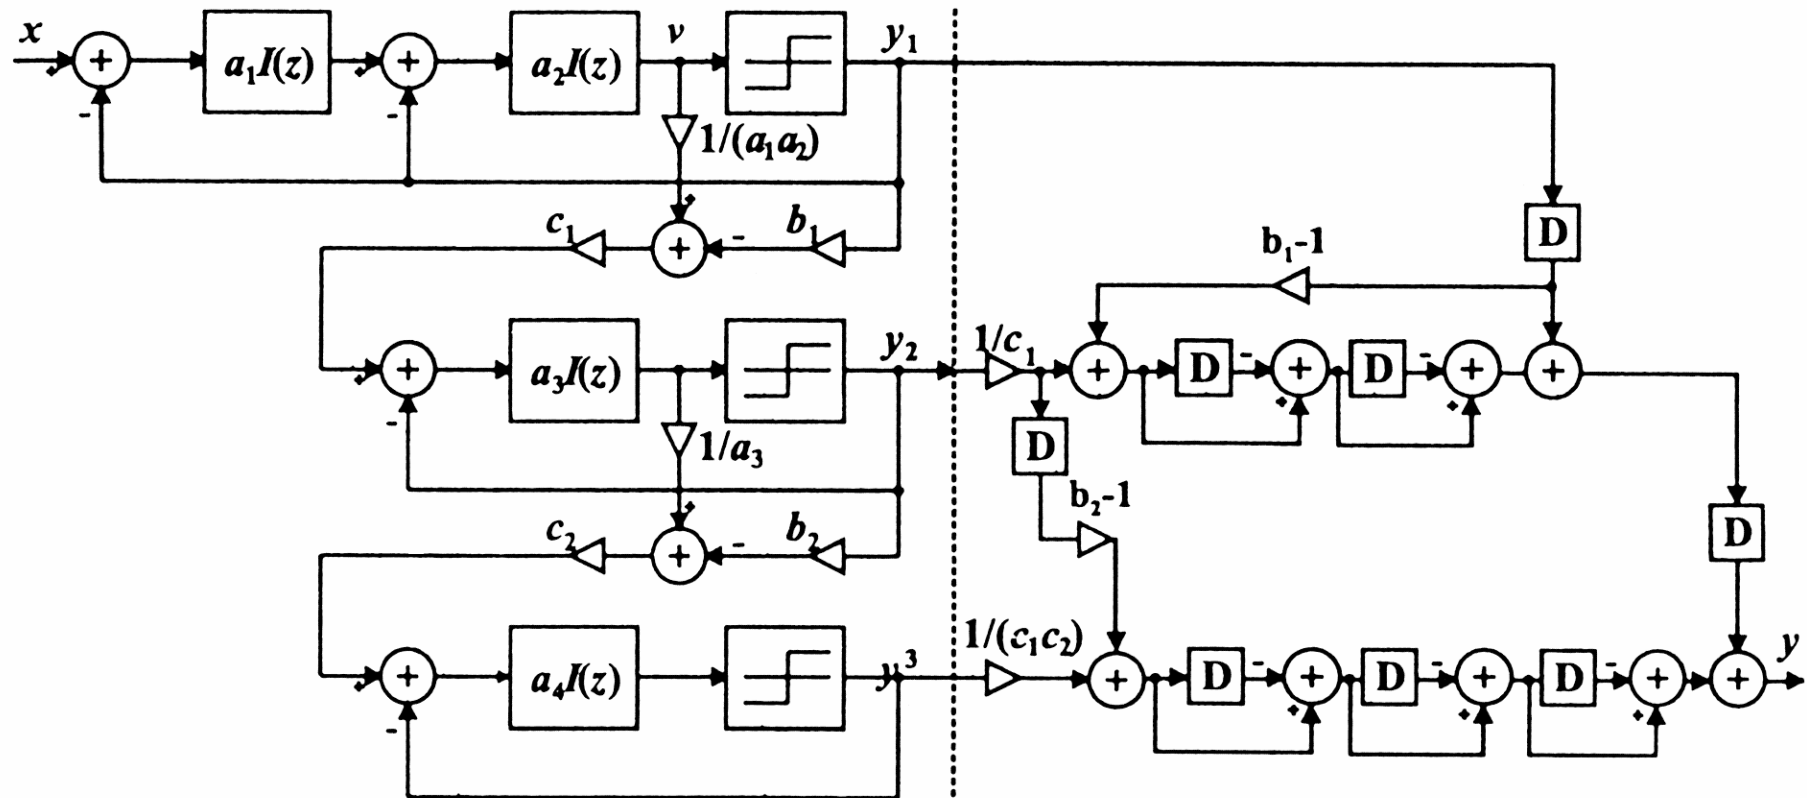 x
+
+
-
a₁I(z)
+
+
-
a₂I(z)
v
y₁
1/(a₁a₂)
+
+
-
b₁
c₁
D
b₁-1
+
+
-
a₃I(z)
y₂
1/c₁
+
D
-
+
+
D
-
+
+
+
1/a₃
D
b₂-1
D
+
+
-
b₂
c₂
+
+
-
a₄I(z)
y³
1/(c₁c₂)
+
D
-
+
+
D
-
+
+
D
-
+
+
+
y